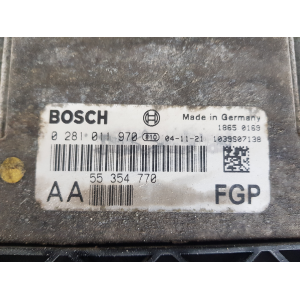 BOSCH Made in Germany
1865 0169
0 281 011 970 E1C 04-11-21 1039S07138
AA 55 354 770 FGP